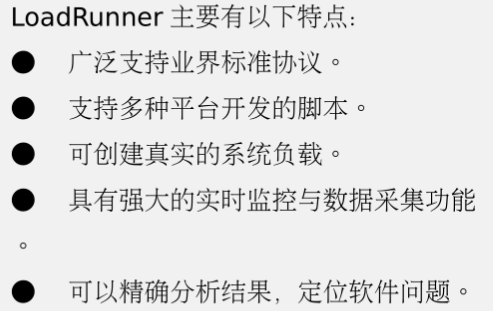 LoadRunner 主要有以下特点:
● 广泛支持业界标准协议。
● 支持多种平台开发的脚本。
● 可创建真实的系统负载。
● 具有强大的实时监控与数据采集功能
。
● 可以精确分析结果，定位软件问题。